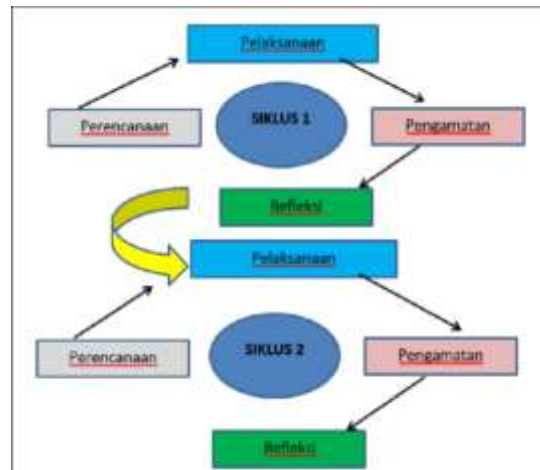 Pelaksanaan
Perencanaan
SIKLUS 1
Pengamatan
Refleksi
Pelaksanaan
Perencanaan
SIKLUS 2
Pengamatan
Refleksi